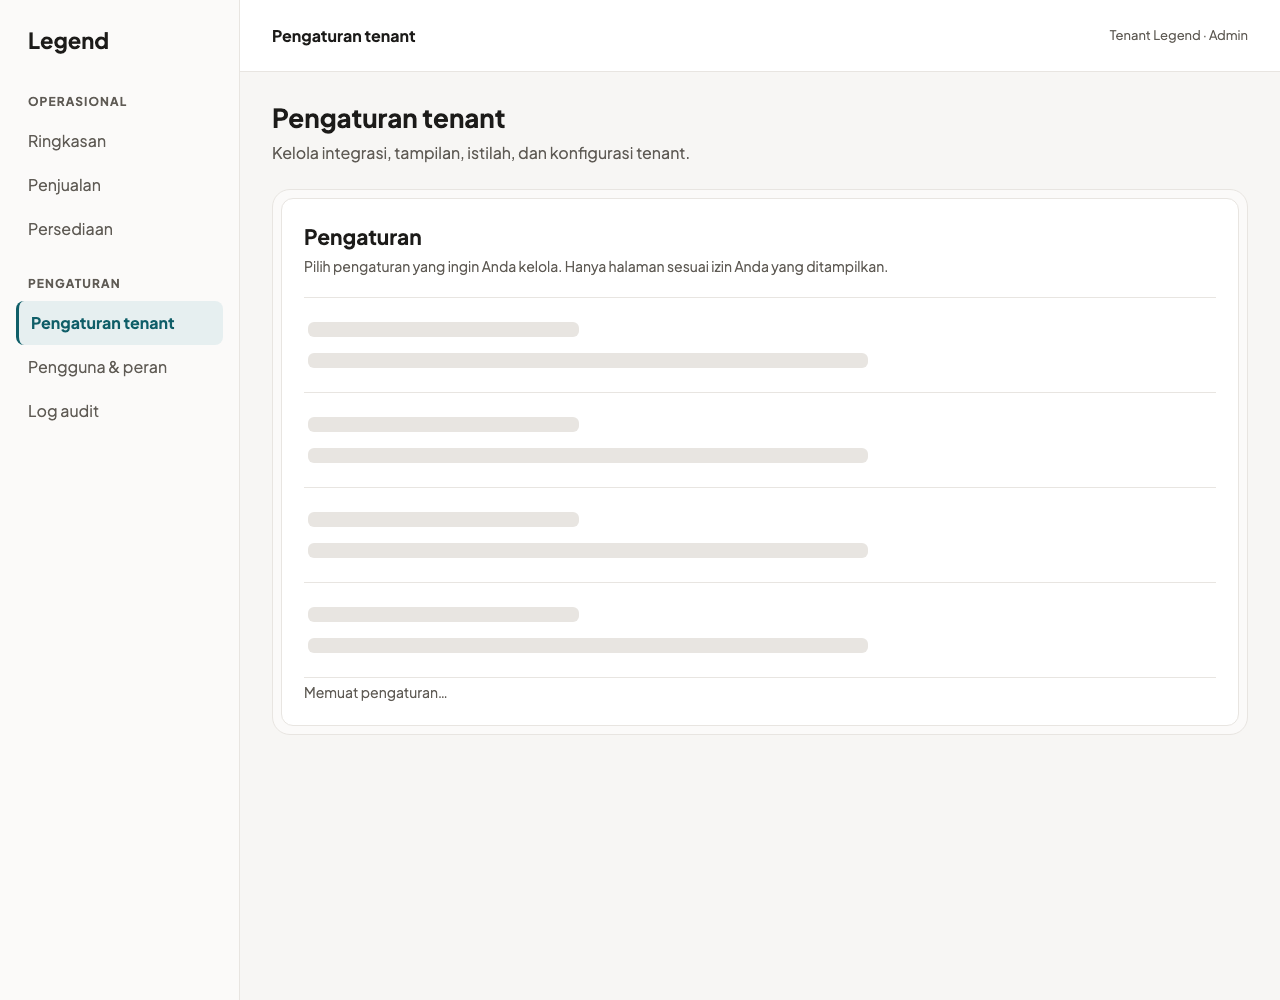 Legend
OPERASIONAL
Ringkasan
Penjualan
Persediaan
PENGATURAN
Pengaturan tenant
Pengguna & peran
Log audit
Pengaturan tenant
Tenant Legend · Admin
Pengaturan tenant
Kelola integrasi, tampilan, istilah, dan konfigurasi tenant.
Pengaturan
Pilih pengaturan yang ingin Anda kelola. Hanya halaman sesuai izin Anda yang ditampilkan.
Memuat pengaturan…